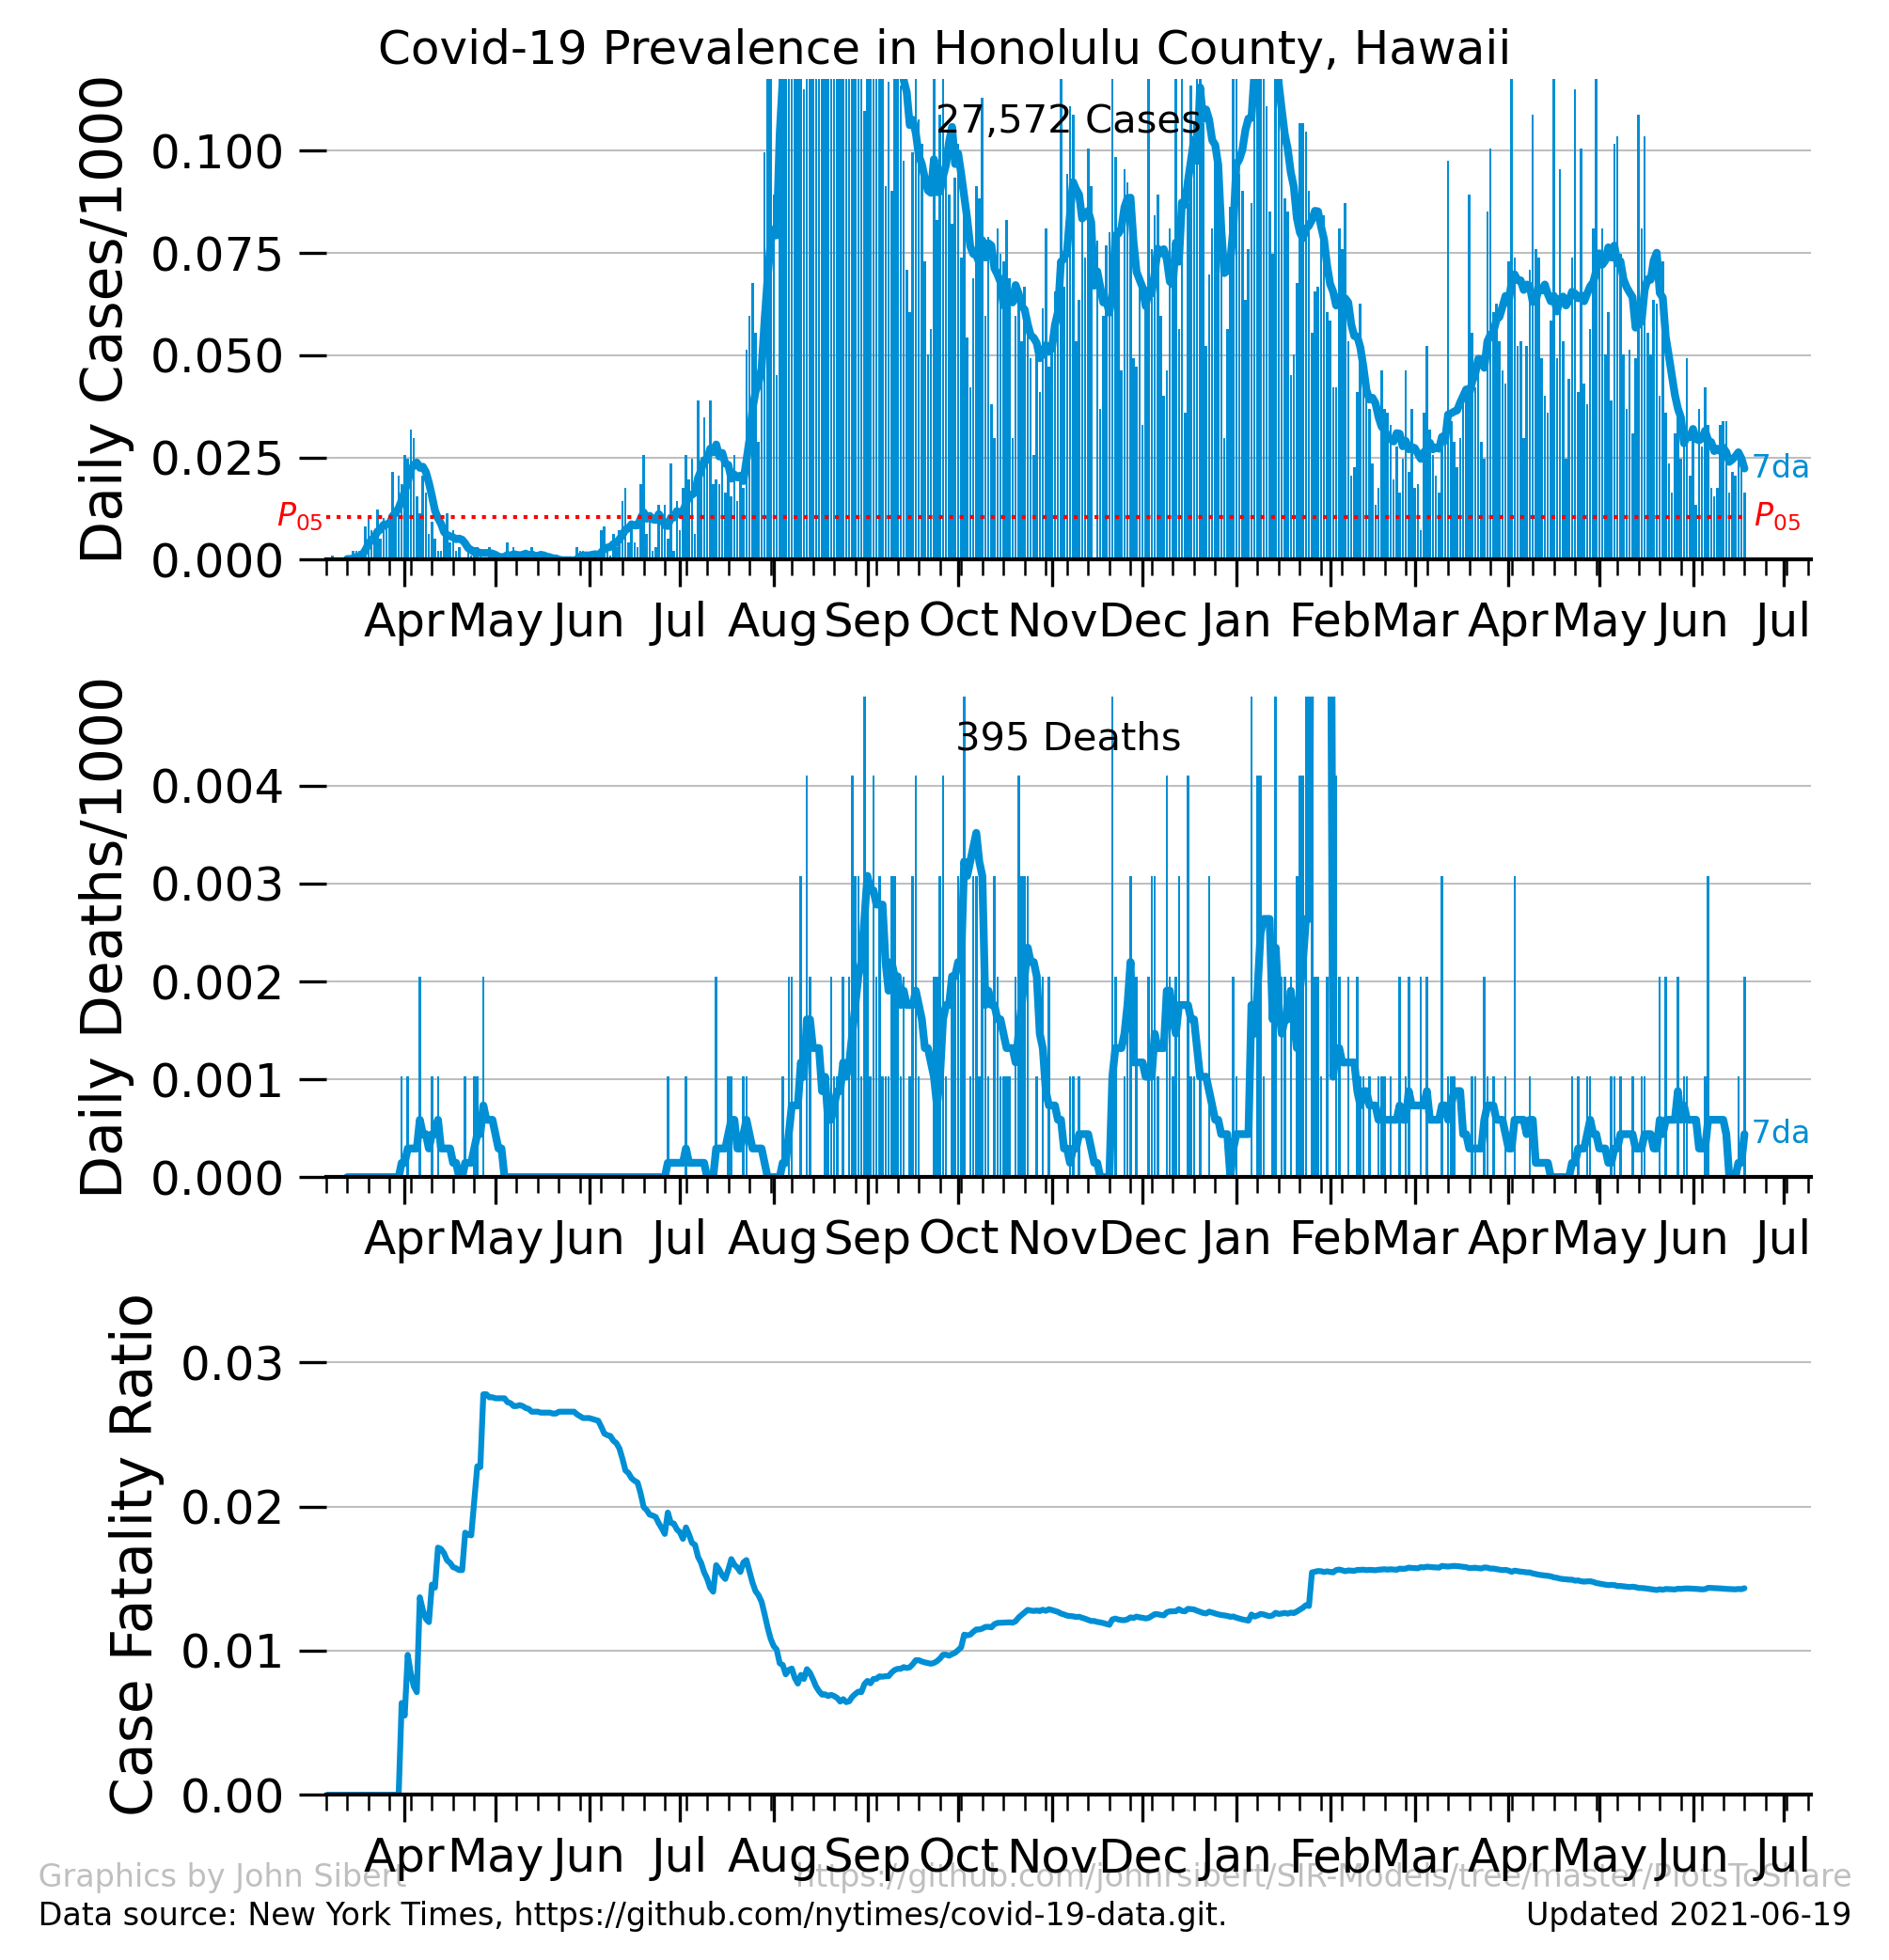 Covid-19 Prevalence in Honolulu County, Hawaii
Daily Cases/1000
27,572 Cases
0.100
0.075
0.050
0.025
0.000
7da
P05
P05
Apr May Jun Jul Aug Sep Oct Nov Dec Jan Feb Mar Apr May Jun Jul
Daily Deaths/1000
395 Deaths
0.004
0.003
0.002
0.001
0.000
7da
Apr May Jun Jul Aug Sep Oct Nov Dec Jan Feb Mar Apr May Jun Jul
Case Fatality Ratio
0.03
0.02
0.01
0.00
Apr May Jun Jul Aug Sep Oct Nov Dec Jan Feb Mar Apr May Jun Jul
Graphics by John Sibert
https://github.com/johnrsibert/SIR-Models/tree/master/PlotsToShare
Data source: New York Times, https://github.com/nytimes/covid-19-data.git.
Updated 2021-06-19